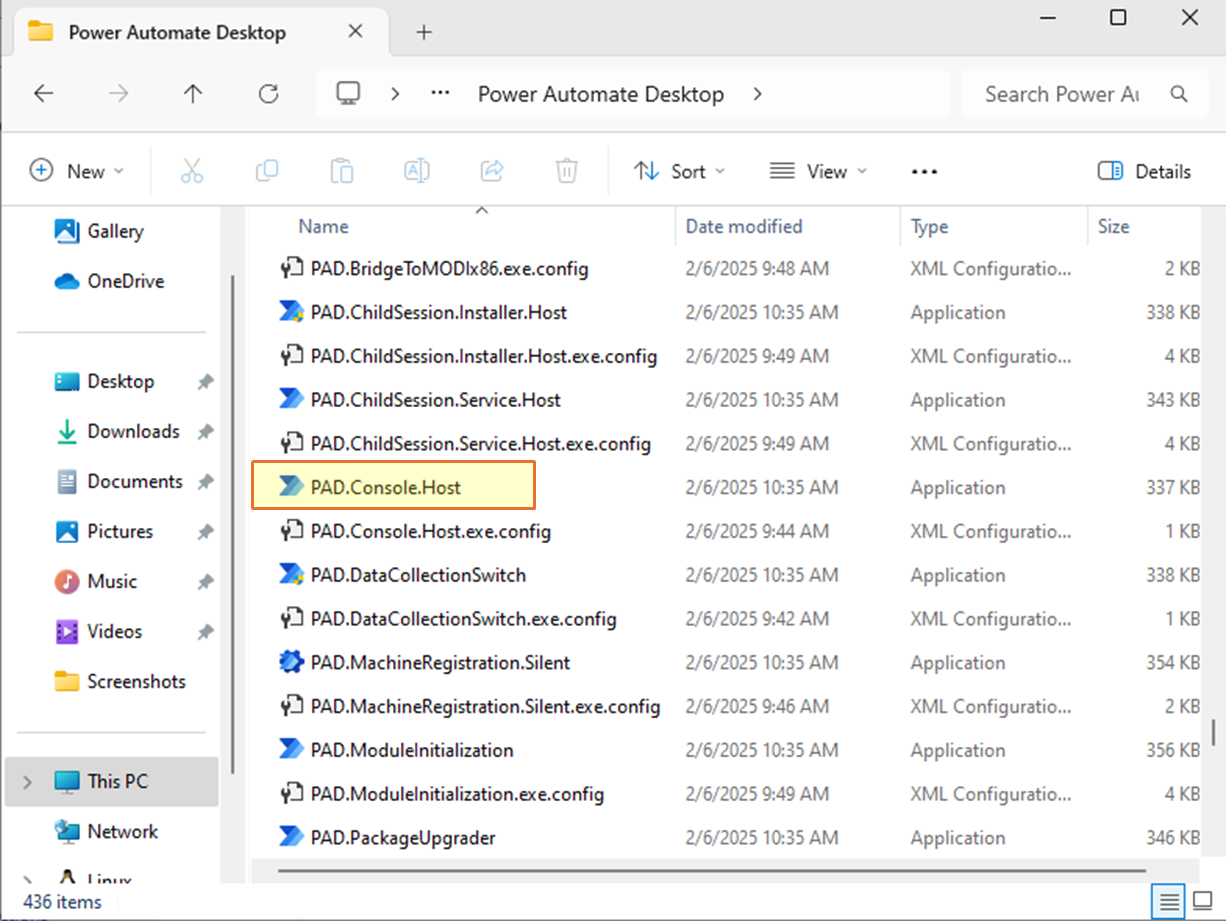 Power Automate Desktop
Power Automate Desktop
Search Power Au
New
Sort
View
Details
Gallery
OneDrive
Desktop
Downloads
Documents
Pictures
Music
Videos
Screenshots
This PC
Network
Linux
Name Date modified Type Size
PAD.BridgeToMODIx86.exe.config 2/6/2025 9:48 AM XML Configuratio... 2 KB
PAD.ChildSession.Installer.Host 2/6/2025 10:35 AM Application 338 KB
PAD.ChildSession.Installer.Host.exe.config 2/6/2025 9:49 AM XML Configuratio... 4 KB
PAD.ChildSession.Service.Host 2/6/2025 10:35 AM Application 343 KB
PAD.ChildSession.Service.Host.exe.config 2/6/2025 9:49 AM XML Configuratio... 4 KB
PAD.Console.Host 2/6/2025 10:35 AM Application 337 KB
PAD.Console.Host.exe.config 2/6/2025 9:44 AM XML Configuratio... 1 KB
PAD.DataCollectionSwitch 2/6/2025 10:35 AM Application 338 KB
PAD.DataCollectionSwitch.exe.config 2/6/2025 9:42 AM XML Configuratio... 1 KB
PAD.MachineRegistration.Silent 2/6/2025 10:35 AM Application 354 KB
PAD.MachineRegistration.Silent.exe.config 2/6/2025 9:46 AM XML Configuratio... 2 KB
PAD.ModuleInitialization 2/6/2025 10:35 AM Application 356 KB
PAD.ModuleInitialization.exe.config 2/6/2025 9:49 AM XML Configuratio... 4 KB
PAD.PackageUpgrader 2/6/2025 10:35 AM Application 346 KB
436 items